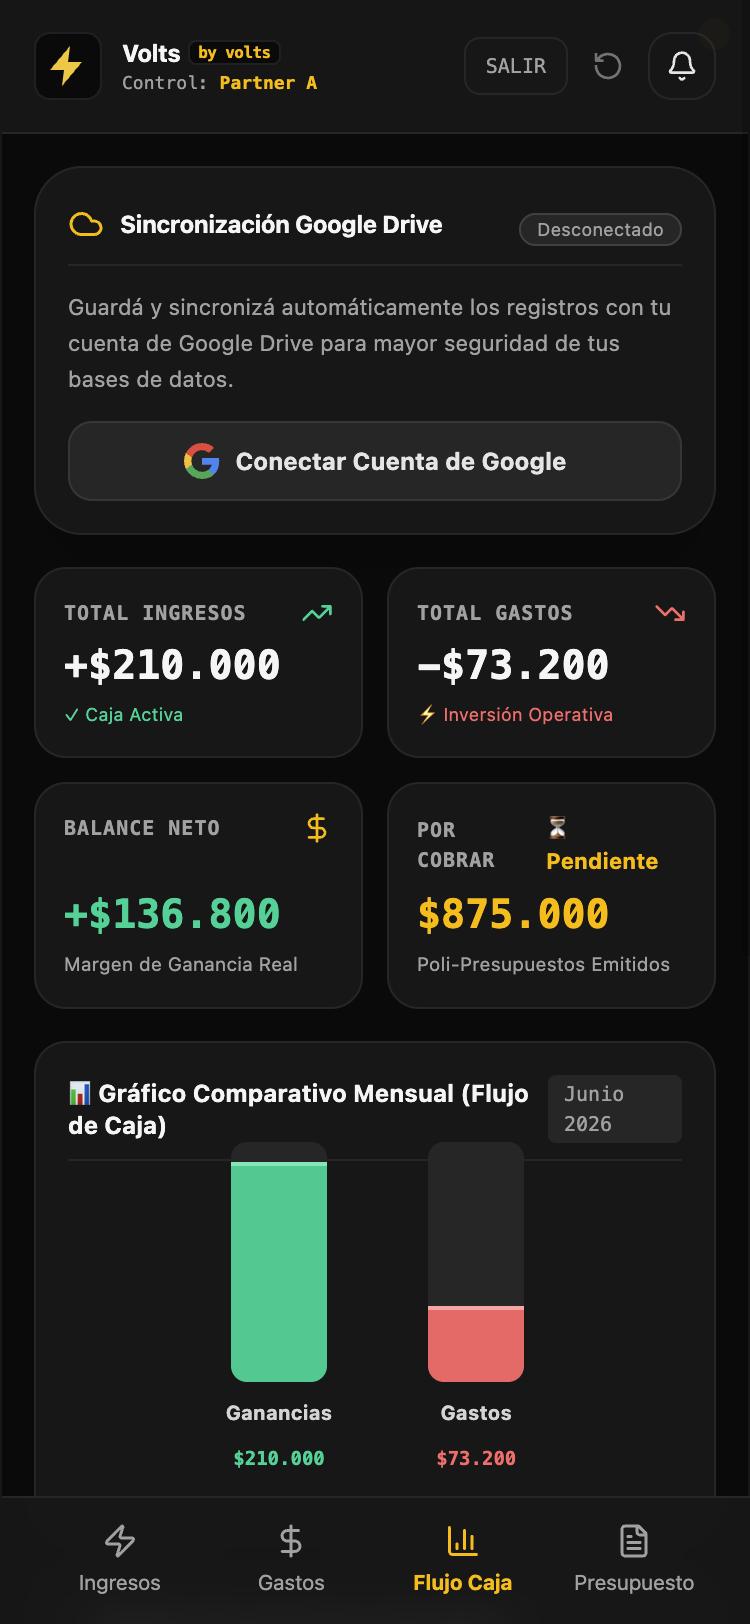 Volts by volts
Control: Partner A
SALIR
Sincronización Google Drive
Desconectado
Guardá y sincronizá automáticamente los registros con tu
cuenta de Google Drive para mayor seguridad de tus
bases de datos.
Conectar Cuenta de Google
TOTAL INGRESOS
+$210.000
✓ Caja Activa
TOTAL GASTOS
−$73.200
⚡ Inversión Operativa
BALANCE NETO
+$136.800
Margen de Ganancia Real
POR
COBRAR
⏳
Pendiente
$875.000
Poli-Presupuestos Emitidos
📊 Gráfico Comparativo Mensual (Flujo
de Caja)
Junio
2026
Ganancias
$210.000
Gastos
$73.200
Ingresos
Gastos
Flujo Caja
Presupuesto